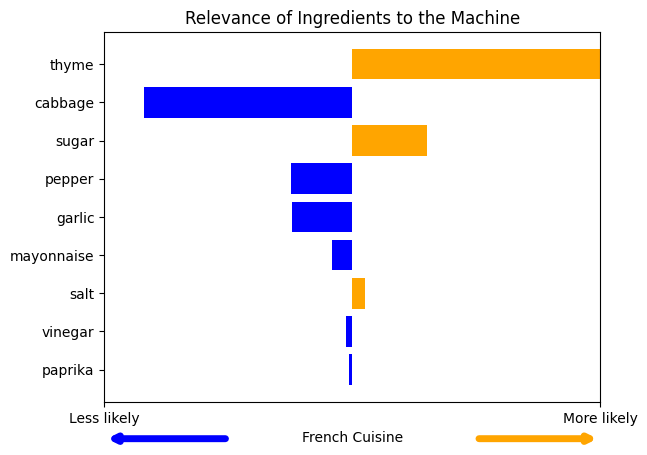 Relevance of Ingredients to the Machine
thyme
cabbage
sugar
pepper
garlic
mayonnaise
salt
vinegar
paprika
Less likely
More likely
French Cuisine